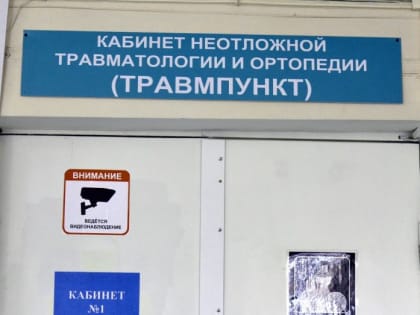 КАБИНЕТ НЕОТЛОЖНОЙ
ТРАВМАТОЛОГИИ И ОРТОПЕДИИ
(ТРАВМПУНКТ)
ВНИМАНИЕ
ВЕДЁТСЯ
ВИДЕОНАБЛЮДЕНИЕ
КАБИНЕТ
№1